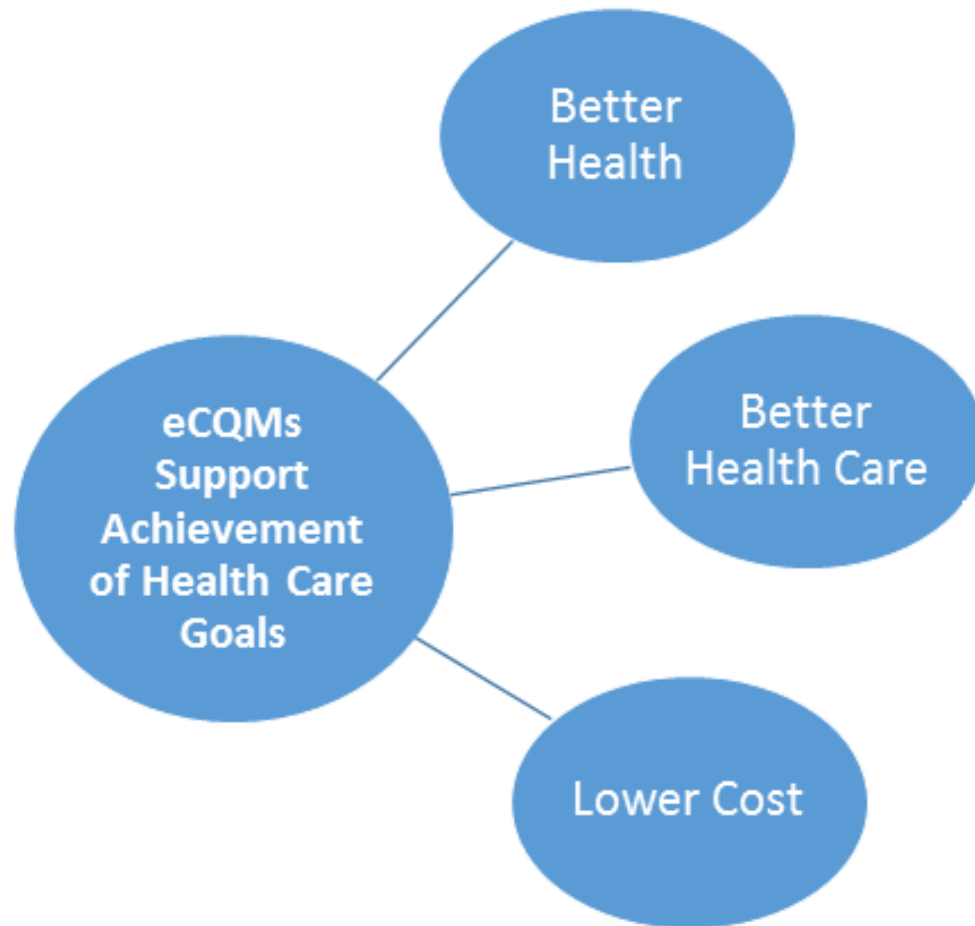 Better
Health
eCQMs
Support
Achievement
of Health Care
Goals
Better
Health Care
Lower Cost